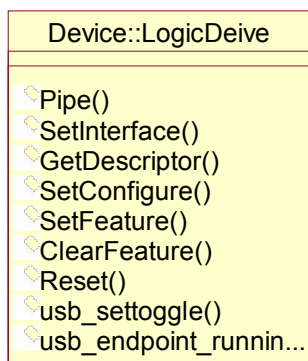 Device::LogicDeive
Pipe()
SetInterface()
GetDescriptor()
SetConfigure()
SetFeature()
ClearFeature()
Reset()
usb_settoggle()
usb_endpoint_runnin...